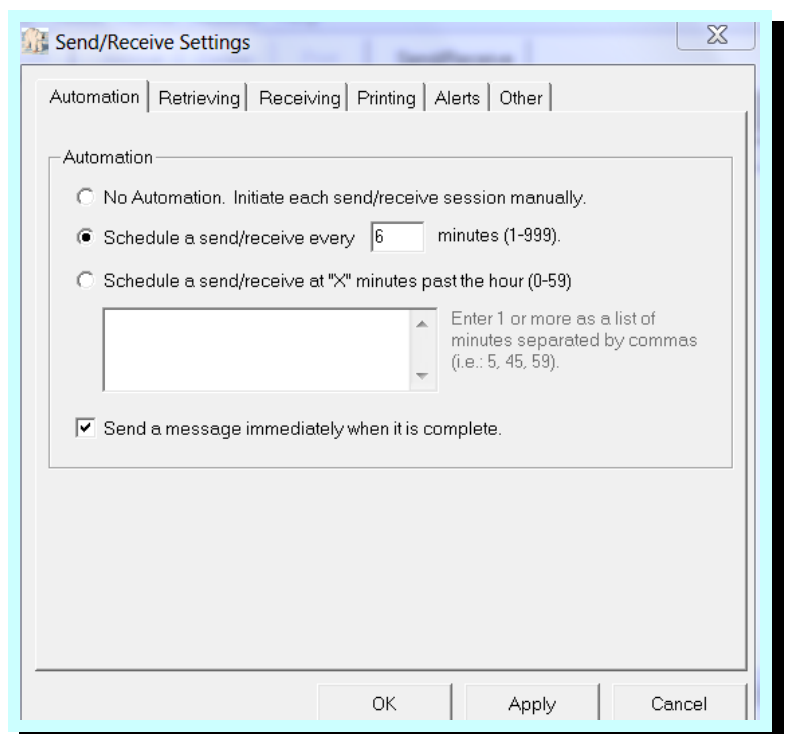 Send/Receive Settings
Automation Retrieving Receiving Printing Alerts Other
Automation
No Automation. Initiate each send/receive session manually.
Schedule a send/receive every 6 minutes (1-999).
Schedule a send/receive at "X" minutes past the hour (0-59)
Enter 1 or more as a list of
minutes separated by commas
(i.e.: 5, 45, 59).
Send a message immediately when it is complete.
OK Apply Cancel